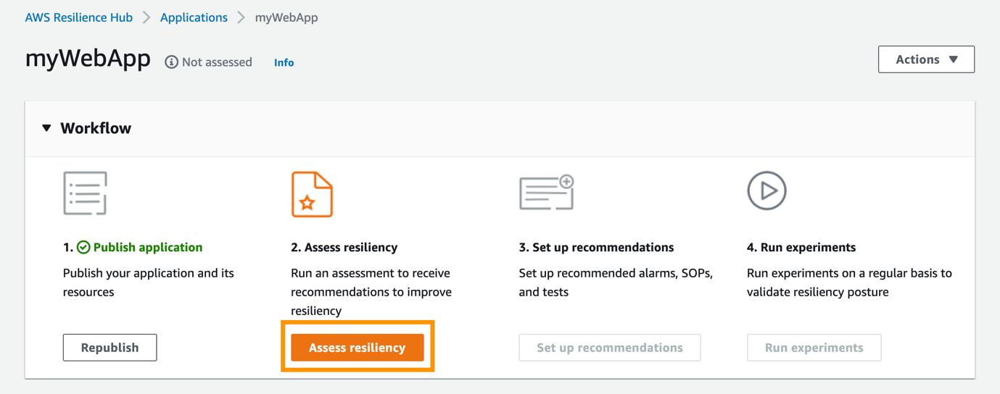 AWS Resilience Hub > Applications > myWebApp
myWebApp Not assessed Info
Actions
Workflow
1. Publish application
Publish your application and its
resources
Republish
2. Assess resiliency
Run an assessment to receive
recommendations to improve
resiliency
Assess resiliency
3. Set up recommendations
Set up recommended alarms, SOPs,
and tests
Set up recommendations
4. Run experiments
Run experiments on a regular basis to
validate resiliency posture
Run experiments